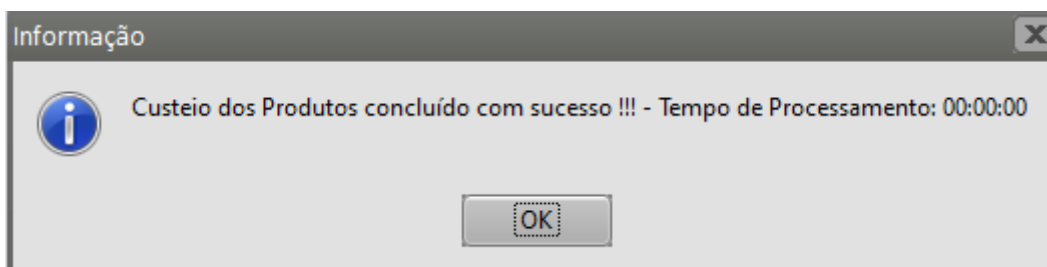 Informação
Custeio dos Produtos concluído com sucesso !!! - Tempo de Processamento: 00:00:00
OK